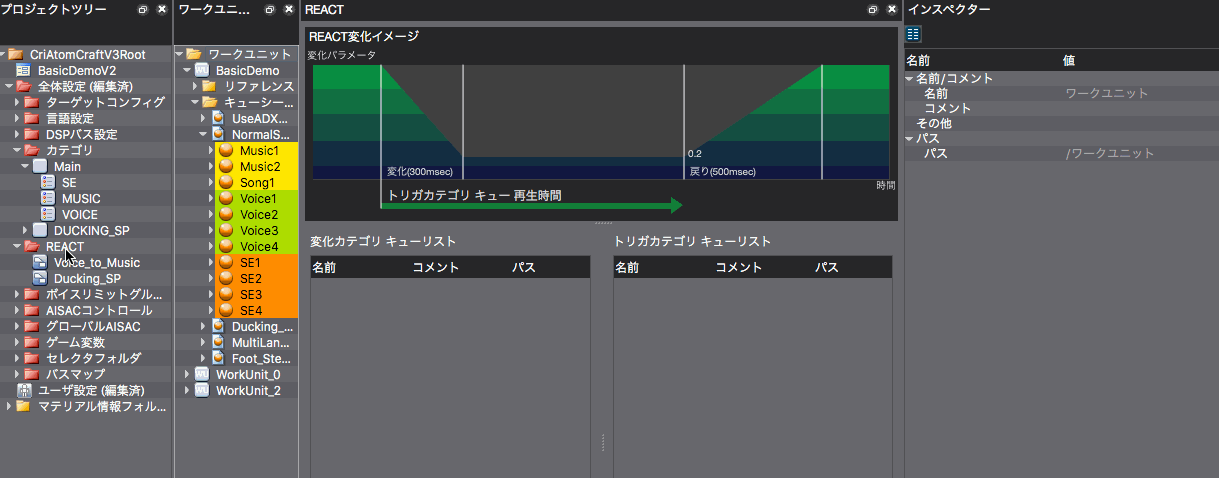 プロジェクトツリー
CriAtomCraftV3Root
BasicDemoV2
全体設定 (編集済)
ターゲットコンフィグ
言語設定
DSPバス設定
カテゴリ
Main
SE
MUSIC
VOICE
DUCKING_SP
REACT
Voice_to_Music
Ducking_SP
ボイスリミットグル...
AISACコントロール
グローバルAISAC
ゲーム変数
セレクタフォルダ
バスマップ
ユーザ設定 (編集済)
マテリアル情報フォル...
ワークユニ...
ワークユニット
BasicDemo
リファレンス
キューシー...
UseADX...
NormalS...
Music1
Music2
Song1
Voice1
Voice2
Voice3
Voice4
SE1
SE2
SE3
SE4
Ducking_...
MultiLan...
Foot_Ste...
WorkUnit_0
WorkUnit_2
REACT
REACT変化イメージ
変化パラメータ
0.2
変化(300msec)
戻り(500msec)
時間
トリガカテゴリ キュー 再生時間
変化カテゴリ キューリスト
名前 コメント パス
トリガカテゴリ キューリスト
名前 コメント パス
インスペクター
名前 値
名前/コメント
名前 ワークユニット
コメント
その他
パス
パス /ワークユニット